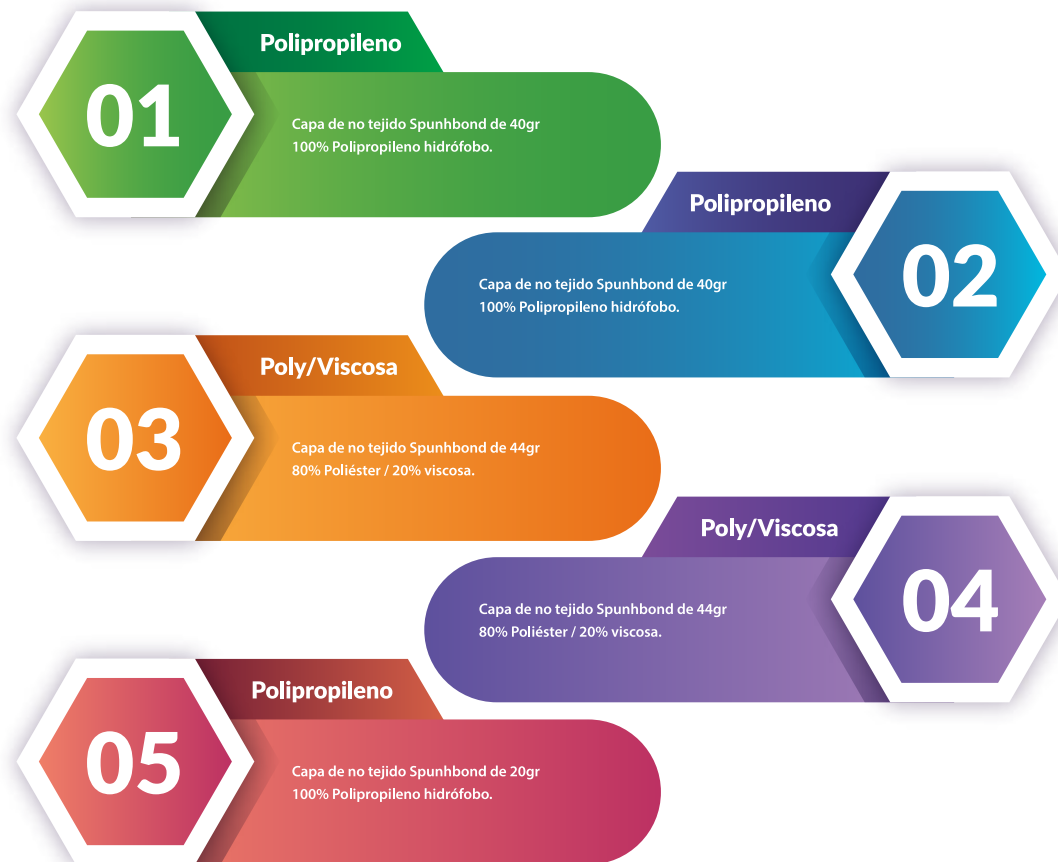 01
Polipropileno
Capa de no tejido Spunhbond de 40gr
100% Polipropileno hidrófobo.
02
Polipropileno
Capa de no tejido Spunhbond de 40gr
100% Polipropileno hidrófobo.
03
Poly/Viscosa
Capa de no tejido Spunhbond de 44gr
80% Poliéster / 20% viscosa.
04
Poly/Viscosa
Capa de no tejido Spunhbond de 44gr
80% Poliéster / 20% viscosa.
05
Polipropileno
Capa de no tejido Spunhbond de 20gr
100% Polipropileno hidrófobo.